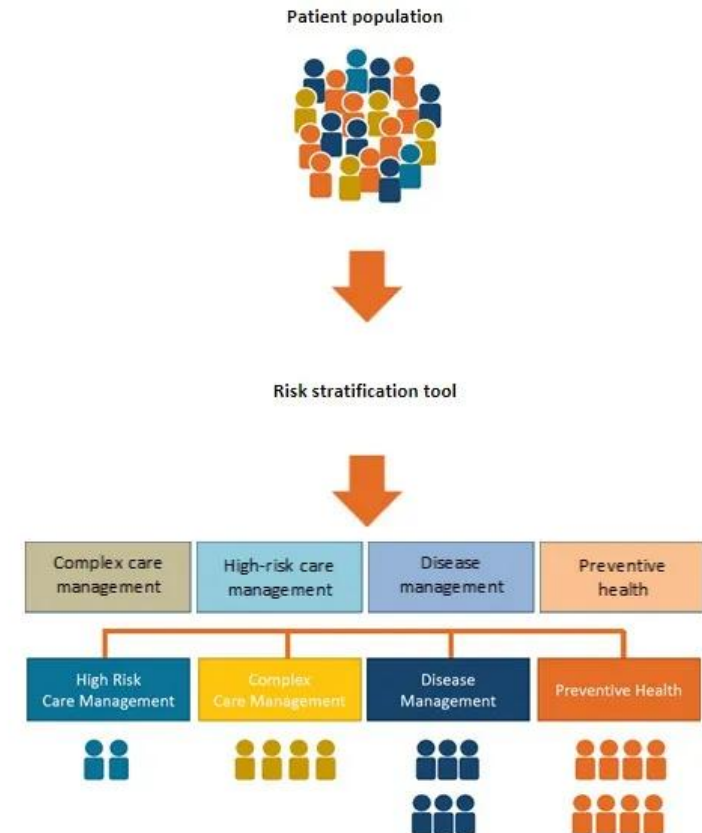 Patient population
Risk stratification tool
Complex care
management
High-risk care
management
Disease
management
Preventive
health
High Risk
Care Management
Complex
Care Management
Disease
Management
Preventive Health